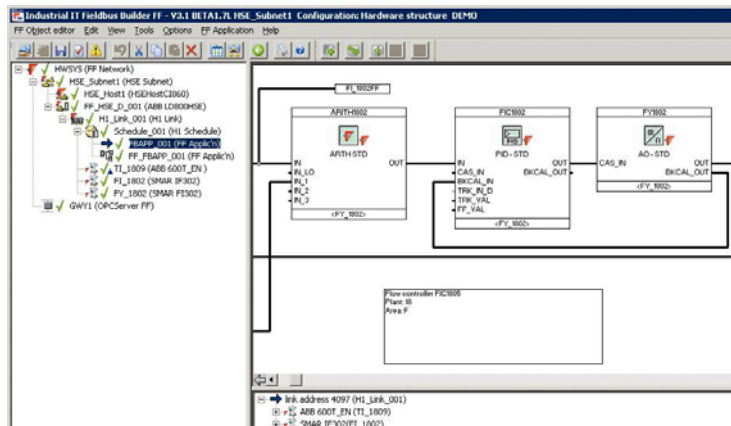 Industrial IT Fieldbus Builder FF - V3.1 BETA1.7L HSE_Subnet1 Configuration: Hardware structure DEMO
FF Object editor Edit View Tools Options FF Application Help
HWSYS (FF Network)
HSE_Subnet1 (HSE Subnet)
HSE_Host1 (HSEHostCI860)
FF_HSE_D_001 (ABB LD800HSE)
H1_Link_001 (H1 Link)
Schedule_001 (H1 Schedule)
FBAPP_001 (FF Applic'n)
FF_FBAPP_001 (FF Applic'n)
TI_1809 (ABB 600T_EN )
FI_1802 (SMAR IF302)
FY_1802 (SMAR FI302)
GWY1 (OPCServer FF)
FI_1802FF
ARITH1802
ARITH-STD
IN OUT
IN_LO
IN_1
IN_2
IN_3
<FY_1802>
FIC1802
PID-STD
IN OUT
CAS_IN BKCAL_OUT
BKCAL_IN
TRK_IN_D
TRK_VAL
FF_VAL
<FY_1802>
FY1802
AO-STD
CAS_IN OUT
BKCAL_OUT
<FY_1802>
Flow controller FIC1805
Plant: 18
Area: F
link address 4097 (H1_Link_001)
ABB 600T_EN (TI_1809)
SMAR IF302(FI_1802)